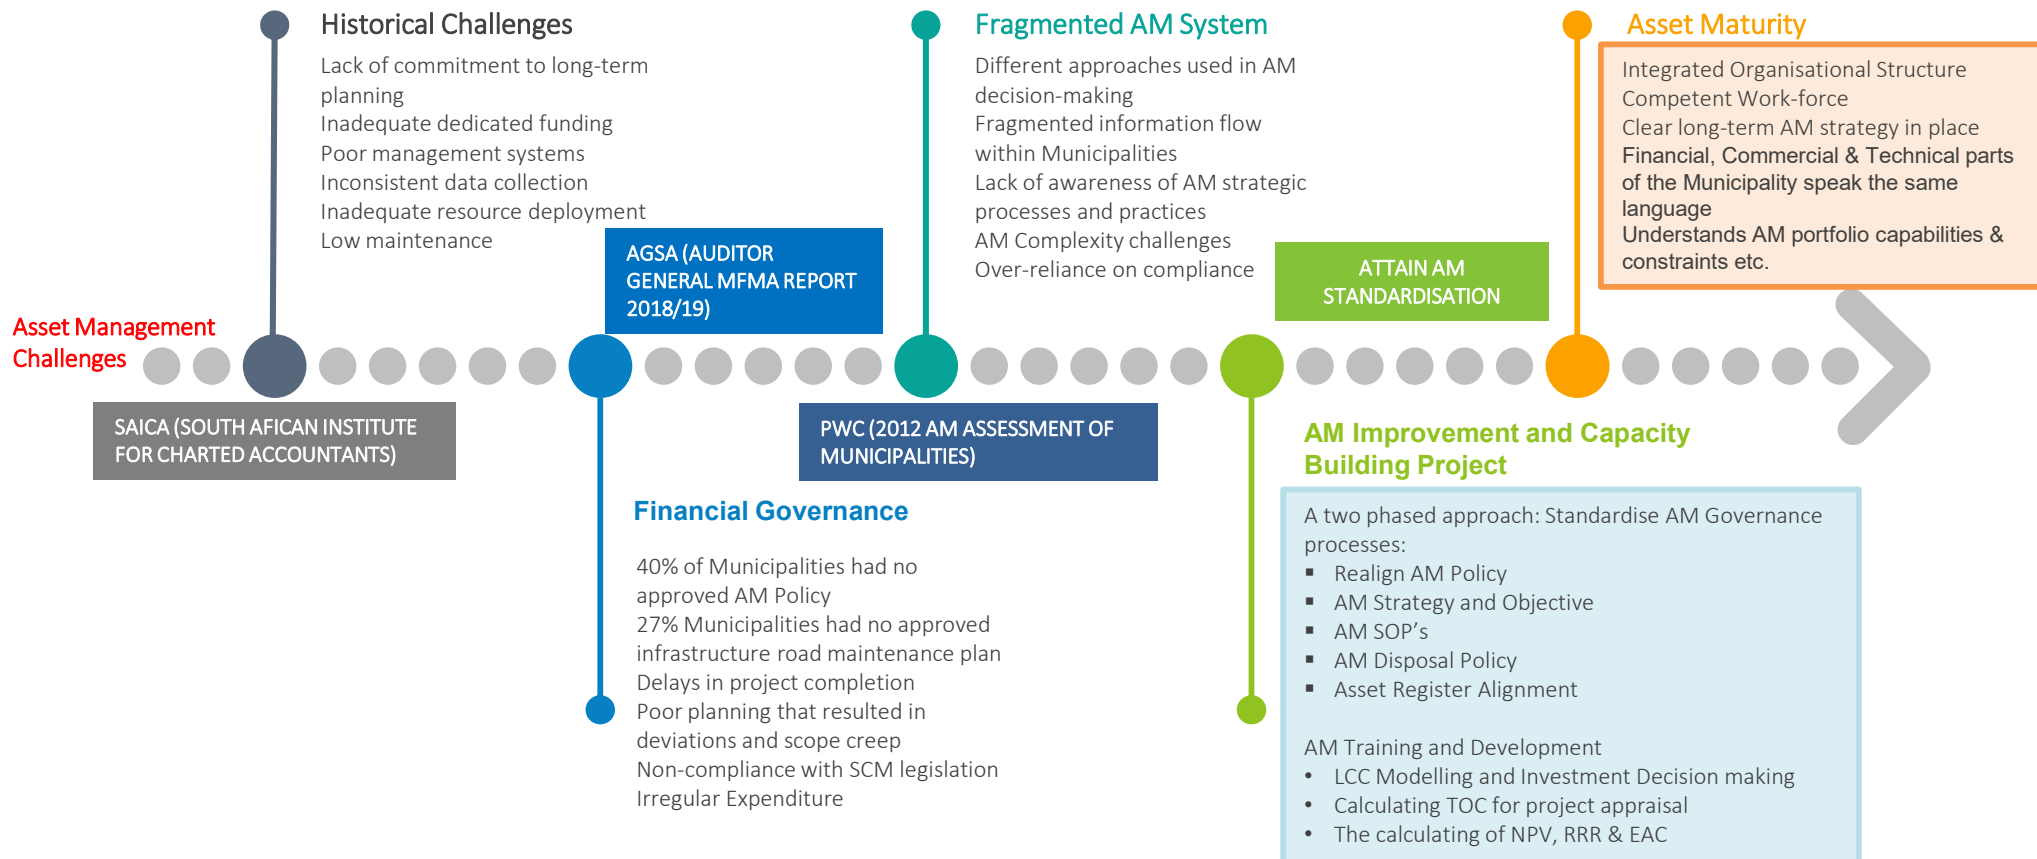 Historical Challenges
Lack of commitment to long-term
planning
Inadequate dedicated funding
Poor management systems
Inconsistent data collection
Inadequate resource deployment
Low maintenance
Fragmented AM System
Different approaches used in AM
decision-making
Fragmented information flow
within Municipalities
Lack of awareness of AM strategic
processes and practices
AM Complexity challenges
Over-reliance on compliance
Asset Maturity
Integrated Organisational Structure
Competent Work-force
Clear long-term AM strategy in place
Financial, Commercial & Technical parts
of the Municipality speak the same
language
Understands AM portfolio capabilities &
constraints etc.
AGSA (AUDITOR
GENERAL MFMA REPORT
2018/19)
ATTAIN AM
STANDARDISATION
Asset Management
Challenges
SAICA (SOUTH AFICAN INSTITUTE
FOR CHARTED ACCOUNTANTS)
PWC (2012 AM ASSESSMENT OF
MUNICIPALITIES)
Financial Governance
40% of Municipalities had no
approved AM Policy
27% Municipalities had no approved
infrastructure road maintenance plan
Delays in project completion
Poor planning that resulted in
deviations and scope creep
Non-compliance with SCM legislation
Irregular Expenditure
AM Improvement and Capacity
Building Project
A two phased approach: Standardise AM Governance
processes:
▪ Realign AM Policy
▪ AM Strategy and Objective
▪ AM SOP's
▪ AM Disposal Policy
▪ Asset Register Alignment
AM Training and Development
• LCC Modelling and Investment Decision making
• Calculating TOC for project appraisal
• The calculating of NPV, RRR & EAC